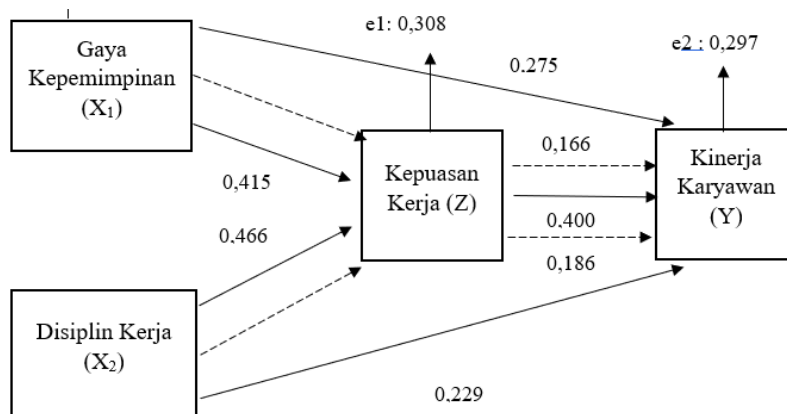 e1: 0,308
e2 : 0,297
Gaya
Kepemimpinan
(X₁)
0.275
0,415
Kepuasan
Kerja (Z)
0,166
0,400
0,186
Kinerja
Karyawan
(Y)
0.466
Disiplin Kerja
(X₂)
0.229